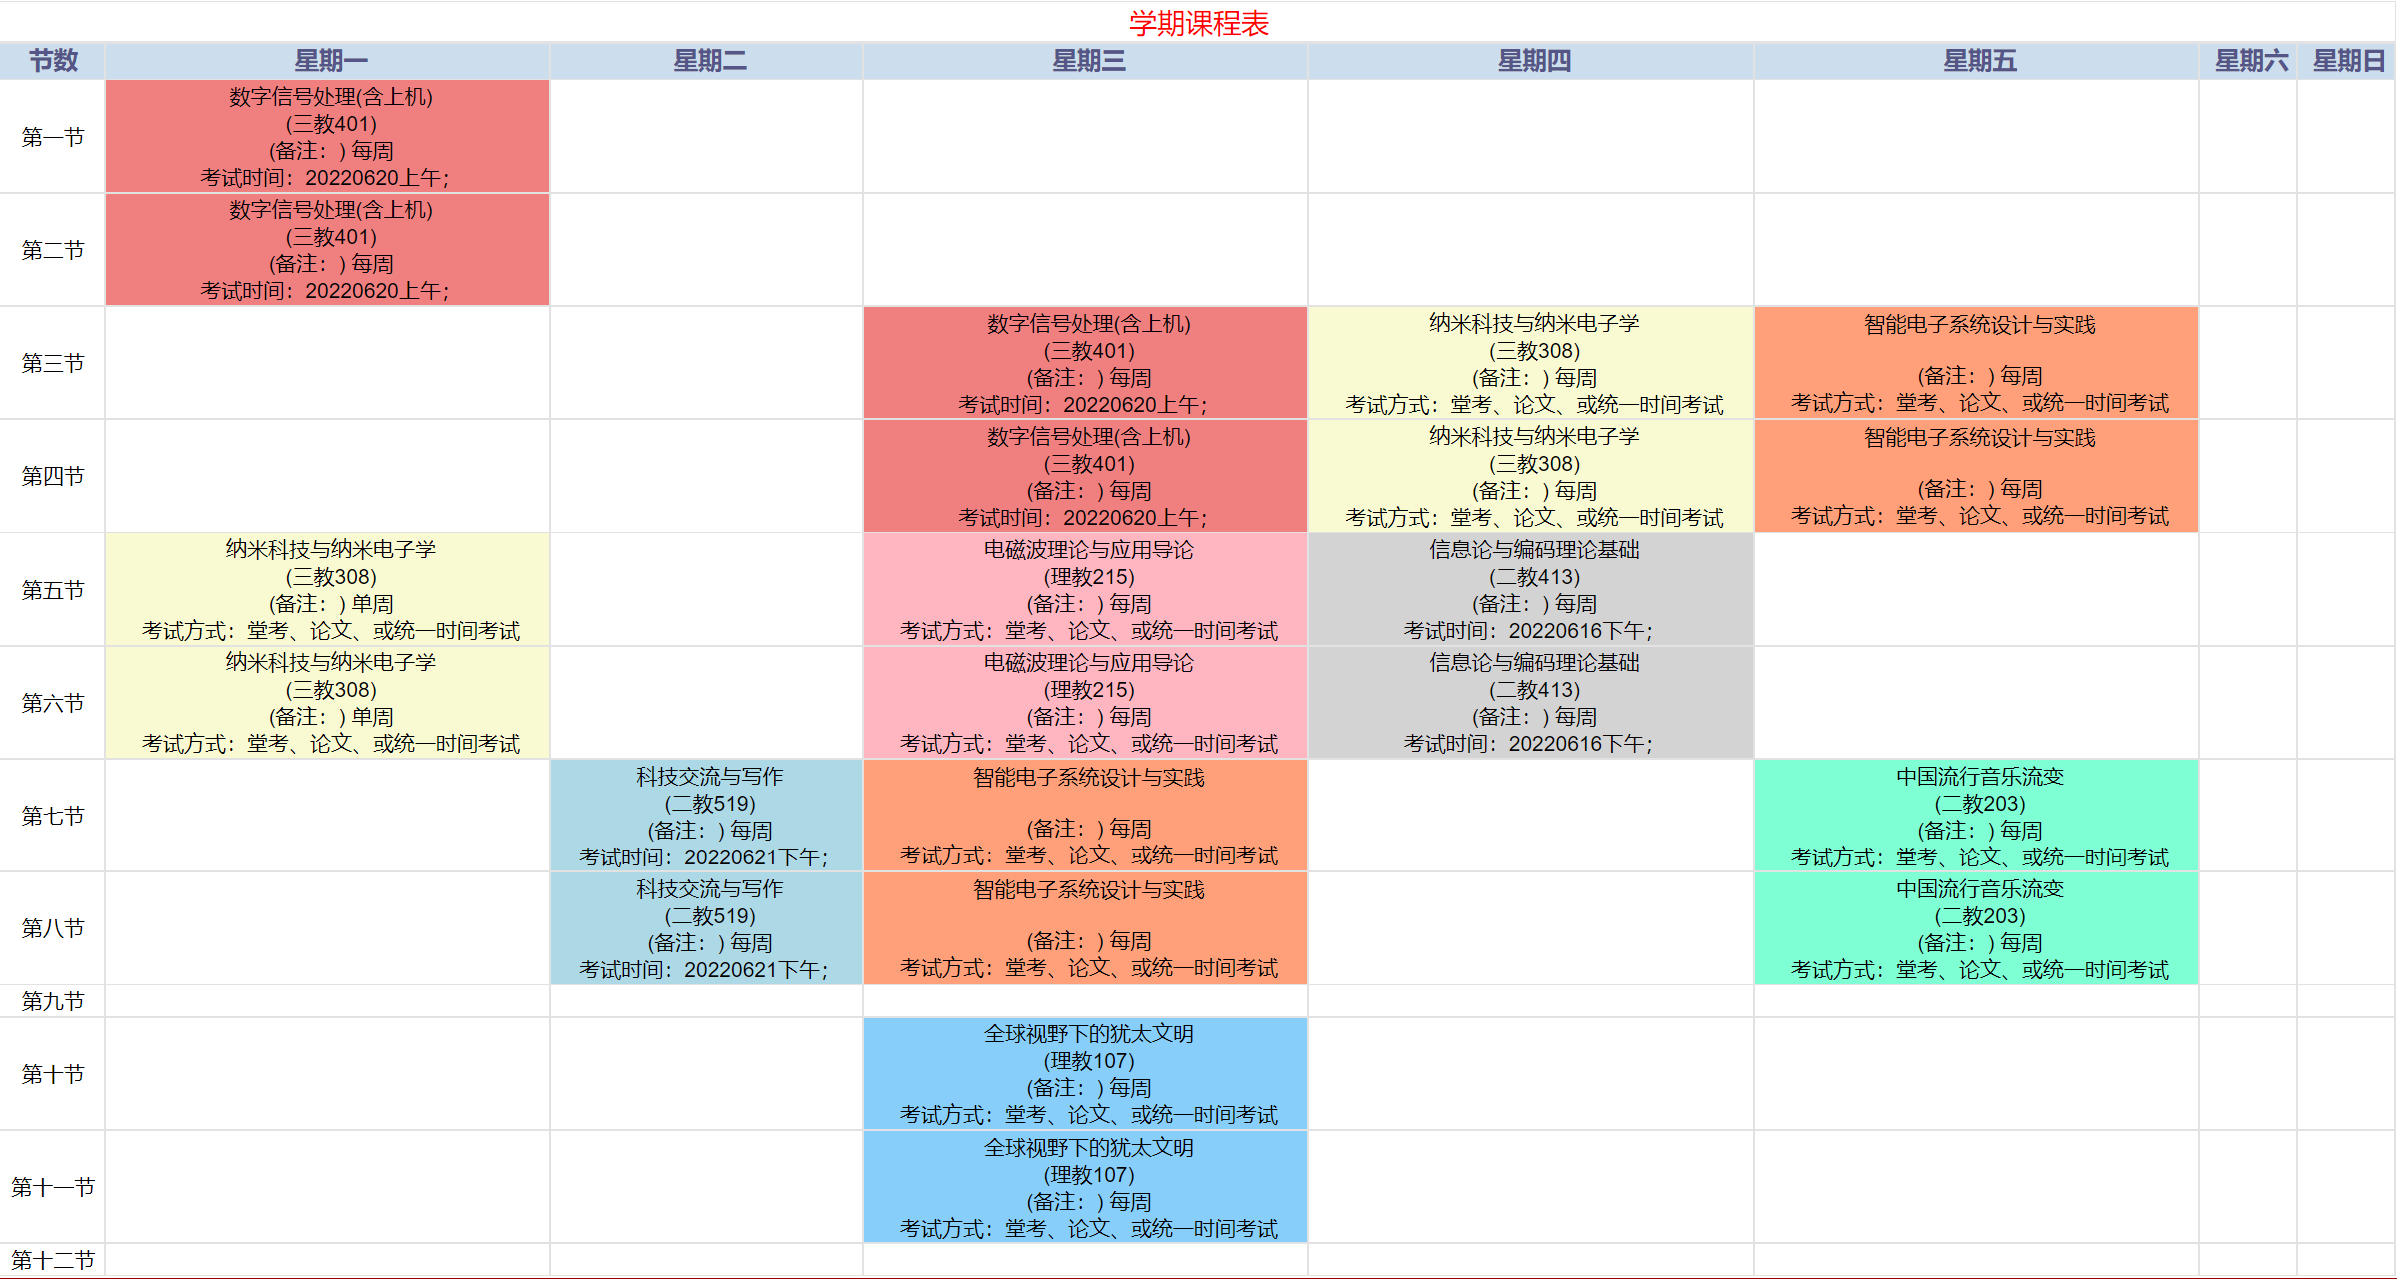 学期课程表
节数 星期一 星期二 星期三 星期四 星期五 星期六 星期日
第一节
数字信号处理(含上机)
(三教401)
(备注：) 每周
考试时间：20220620上午；
第二节
数字信号处理(含上机)
(三教401)
(备注：) 每周
考试时间：20220620上午；
第三节
数字信号处理(含上机)
(三教401)
(备注：) 每周
考试时间：20220620上午；
纳米科技与纳米电子学
(三教308)
(备注：) 每周
考试方式：堂考、论文、或统一时间考试
智能电子系统设计与实践
(备注：) 每周
考试方式：堂考、论文、或统一时间考试
第四节
数字信号处理(含上机)
(三教401)
(备注：) 每周
考试时间：20220620上午；
纳米科技与纳米电子学
(三教308)
(备注：) 每周
考试方式：堂考、论文、或统一时间考试
智能电子系统设计与实践
(备注：) 每周
考试方式：堂考、论文、或统一时间考试
第五节
纳米科技与纳米电子学
(三教308)
(备注：) 单周
考试方式：堂考、论文、或统一时间考试
电磁波理论与应用导论
(理教215)
(备注：) 每周
考试方式：堂考、论文、或统一时间考试
信息论与编码理论基础
(二教413)
(备注：) 每周
考试时间：20220616下午；
第六节
纳米科技与纳米电子学
(三教308)
(备注：) 单周
考试方式：堂考、论文、或统一时间考试
电磁波理论与应用导论
(理教215)
(备注：) 每周
考试方式：堂考、论文、或统一时间考试
信息论与编码理论基础
(二教413)
(备注：) 每周
考试时间：20220616下午；
第七节
科技交流与写作
(二教519)
(备注：) 每周
考试时间：20220621下午；
智能电子系统设计与实践
(备注：) 每周
考试方式：堂考、论文、或统一时间考试
中国流行音乐流变
(二教203)
(备注：) 每周
考试方式：堂考、论文、或统一时间考试
第八节
科技交流与写作
(二教519)
(备注：) 每周
考试时间：20220621下午；
智能电子系统设计与实践
(备注：) 每周
考试方式：堂考、论文、或统一时间考试
中国流行音乐流变
(二教203)
(备注：) 每周
考试方式：堂考、论文、或统一时间考试
第九节
第十节
全球视野下的犹太文明
(理教107)
(备注：) 每周
考试方式：堂考、论文、或统一时间考试
第十一节
全球视野下的犹太文明
(理教107)
(备注：) 每周
考试方式：堂考、论文、或统一时间考试
第十二节